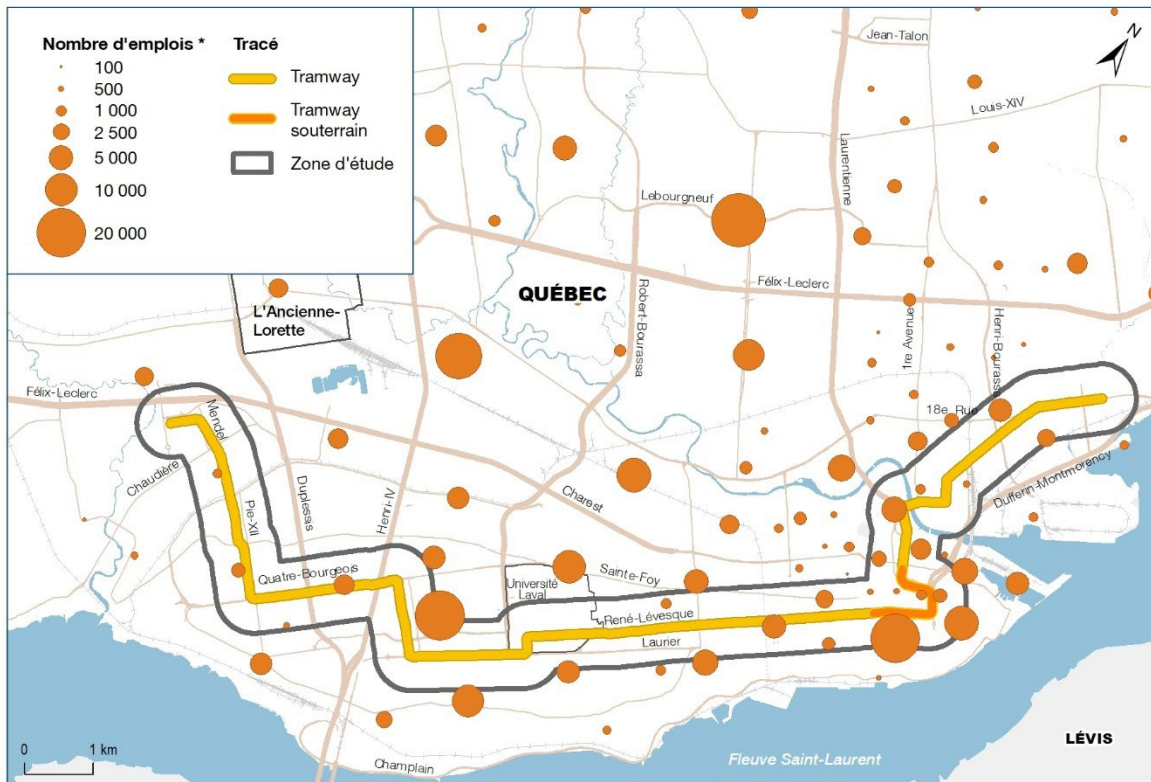 Nombre d'emplois *
100
500
1 000
2 500
5 000
10 000
20 000
Tracé
Tramway
Tramway
souterrain
Zone d'étude
N
Jean-Talon
Louis-XIV
Laurentienne
Lebourgneuf
Félix-Leclerc
QUÉBEC
Robert-Bourassa
L'Ancienne-
Lorette
1re Avenue
Henri-Bourassa
18e Rue
Félix-Leclerc
Mendel
Chaudière
Pie-XII
Duplessis
Henri-IV
Charest
Dufferin-Montmorency
Quatre-Bourgeois
Université
Laval
Sainte-Foy
René-Lévesque
Laurier
0 1 km
Champlain
Fleuve Saint-Laurent
LÉVIS